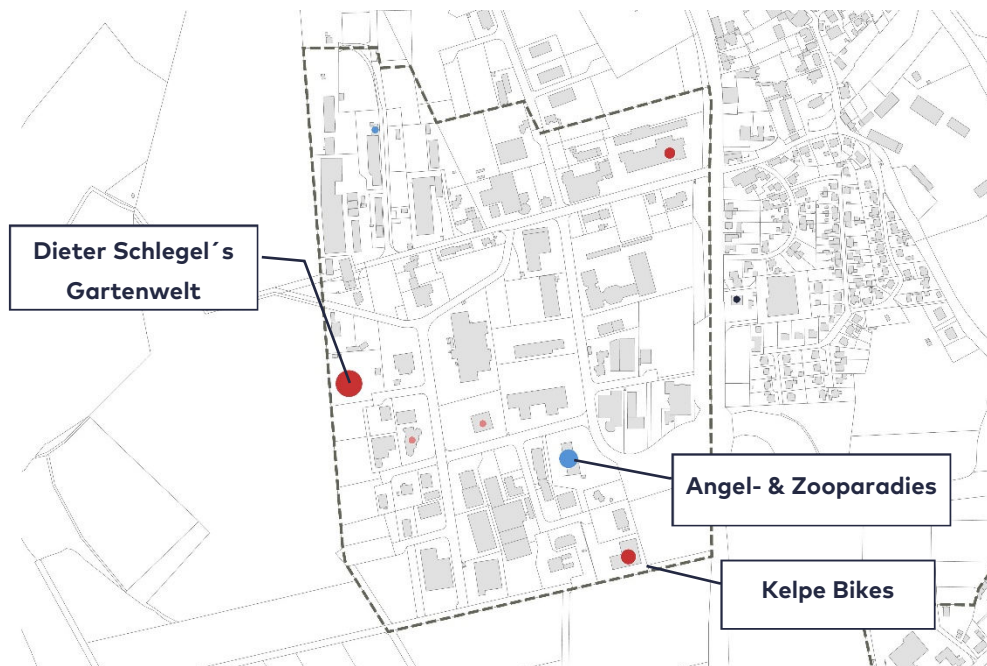 Dieter Schlegel´s
Gartenwelt
Angel- & Zooparadies
Kelpe Bikes